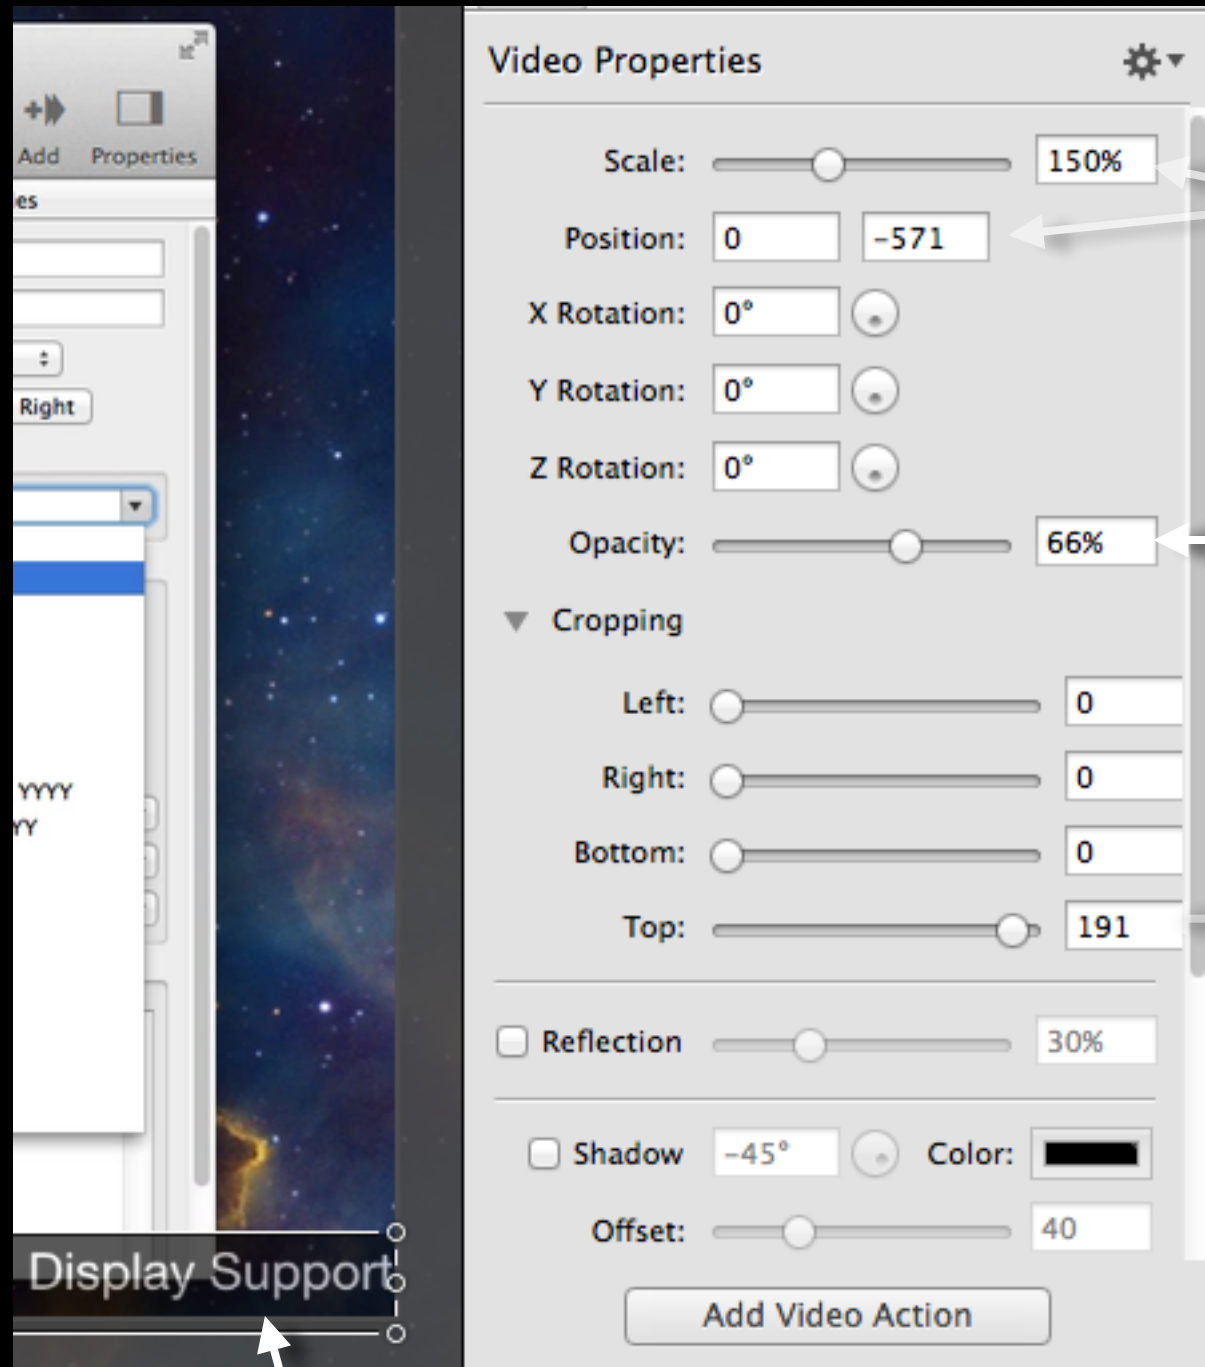 Add Properties
es
Right
YYYY
YY
Display Support
Video Properties
Scale: 150%
Position: 0 -571
X Rotation: 0°
Y Rotation: 0°
Z Rotation: 0°
Opacity: 66%
Cropping
Left: 0
Right: 0
Bottom: 0
Top: 191
Reflection 30%
Shadow -45° Color:
Offset: 40
Add Video Action